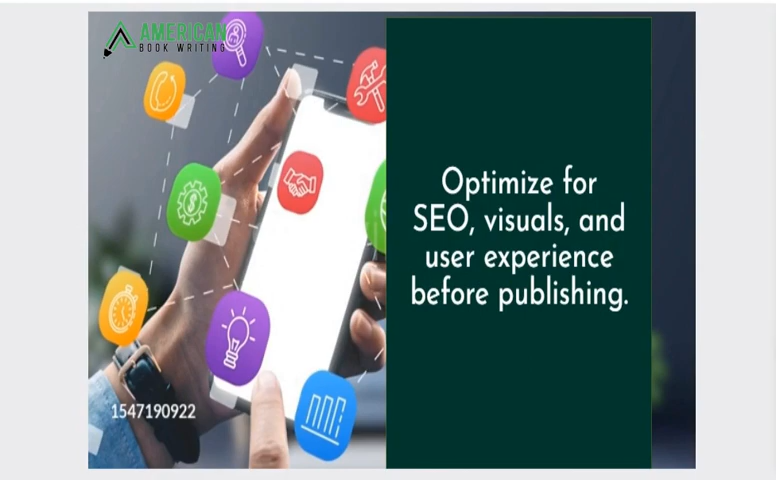 AMERICAN
BOOK WRITING
Optimize for
SEO, visuals, and
user experience
before publishing.
1547190922